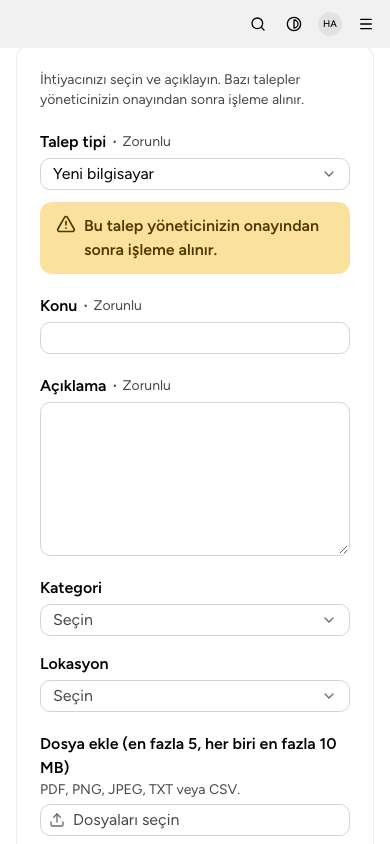 HA
İhtiyacınızı seçin ve açıklayın. Bazı talepler
yöneticinizin onayından sonra işleme alınır.
Talep tipi · Zorunlu
Yeni bilgisayar
Bu talep yöneticinizin onayından
sonra işleme alınır.
Konu · Zorunlu
Açıklama · Zorunlu
Kategori
Seçin
Lokasyon
Seçin
Dosya ekle (en fazla 5, her biri en fazla 10
MB)
PDF, PNG, JPEG, TXT veya CSV.
Dosyaları seçin